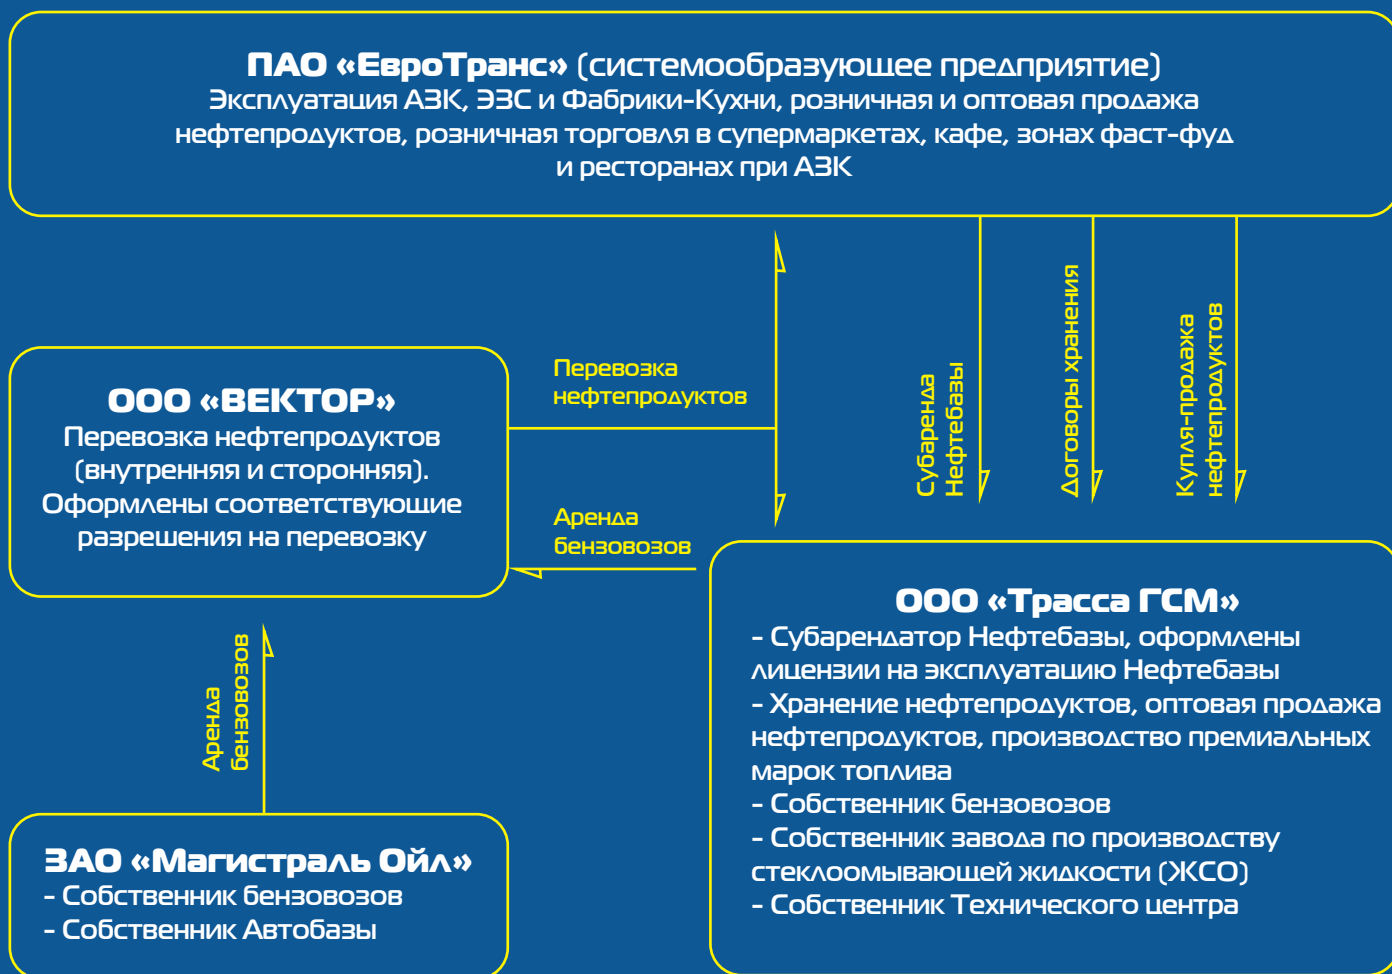 ПАО «ЕвроТранс» (системообразующее предприятие)
Эксплуатация АЗК, ЭЗС и Фабрики-Кухни, розничная и оптовая продажа
нефтепродуктов, розничная торговля в супермаркетах, кафе, зонах фаст-фуд
и ресторанах при АЗК
Перевозка
нефтепродуктов
Субаренда
Нефтебазы
Договоры хранения
Купля-продажа
нефтепродуктов
ООО «ВЕКТОР»
Перевозка нефтепродуктов
(внутренняя и сторонняя).
Оформлены соответствующие
разрешения на перевозку
Аренда
бензовозов
Аренда
бензовозов
ООО «Трасса ГСМ»
- Субарендатор Нефтебазы, оформлены
лицензии на эксплуатацию Нефтебазы
- Хранение нефтепродуктов, оптовая продажа
нефтепродуктов, производство премиальных
марок топлива
- Собственник бензовозов
- Собственник завода по производству
стеклоомывающей жидкости (ЖСО)
- Собственник Технического центра
ЗАО «Магистраль Ойл»
- Собственник бензовозов
- Собственник Автобазы